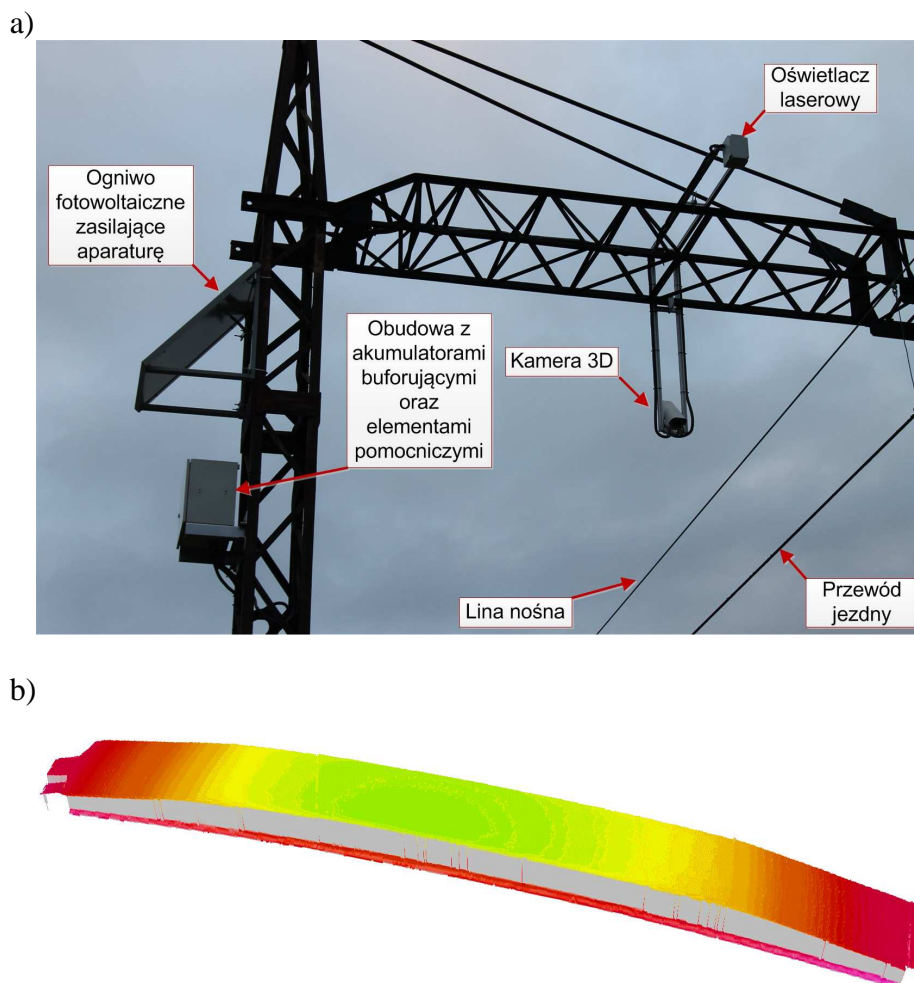 a)
Oświetlacz
laserowy
Ogniwo
fotowoltaiczne
zasilające
aparaturę
Obudowa z
akumulatorami
buforującymi
oraz
elementami
pomocniczymi
Kamera 3D
Lina nośna
Przewód
jezdny
b)